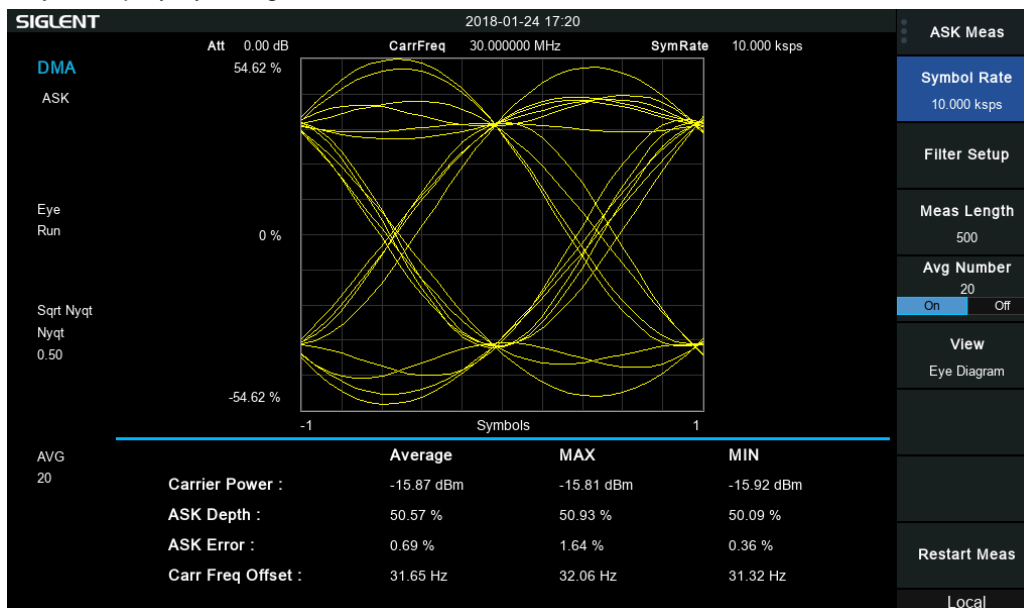 SIGLENT
2018-01-24 17:20
Att 0.00 dB CarrFreq 30.000000 MHz SymRate 10.000 ksps
DMA
ASK
Eye
Run
Sqrt Nyqt
Nyqt
0.50
AVG
20
54.62 %
0 %
-54.62 %
-1 Symbols 1
Average MAX MIN
Carrier Power : -15.87 dBm -15.81 dBm -15.92 dBm
ASK Depth : 50.57 % 50.93 % 50.09 %
ASK Error : 0.69 % 1.64 % 0.36 %
Carr Freq Offset : 31.65 Hz 32.06 Hz 31.32 Hz
ASK Meas
Symbol Rate
10.000 ksps
Filter Setup
Meas Length
500
Avg Number
20
On Off
View
Eye Diagram
Restart Meas
Local